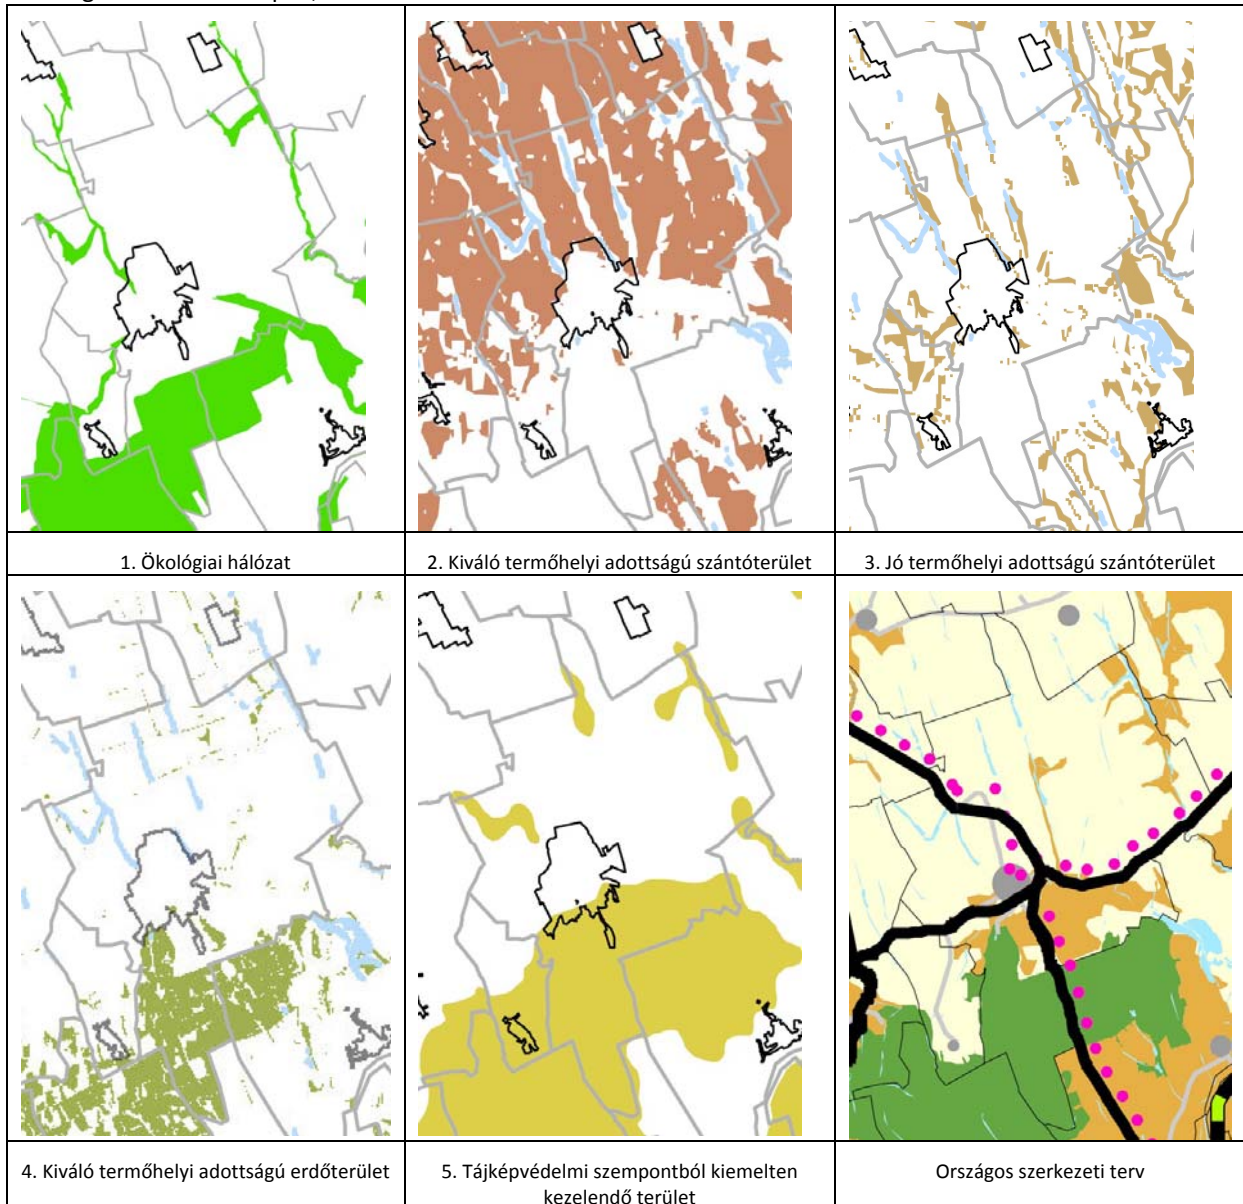 1. Ökológiai hálózat
2. Kiváló termőhelyi adottságú szántóterület
3. Jó termőhelyi adottságú szántóterület
4. Kiváló termőhelyi adottságú erdőterület
5. Tájképvédelmi szempontból kiemelten
kezelendő terület
Országos szerkezeti terv